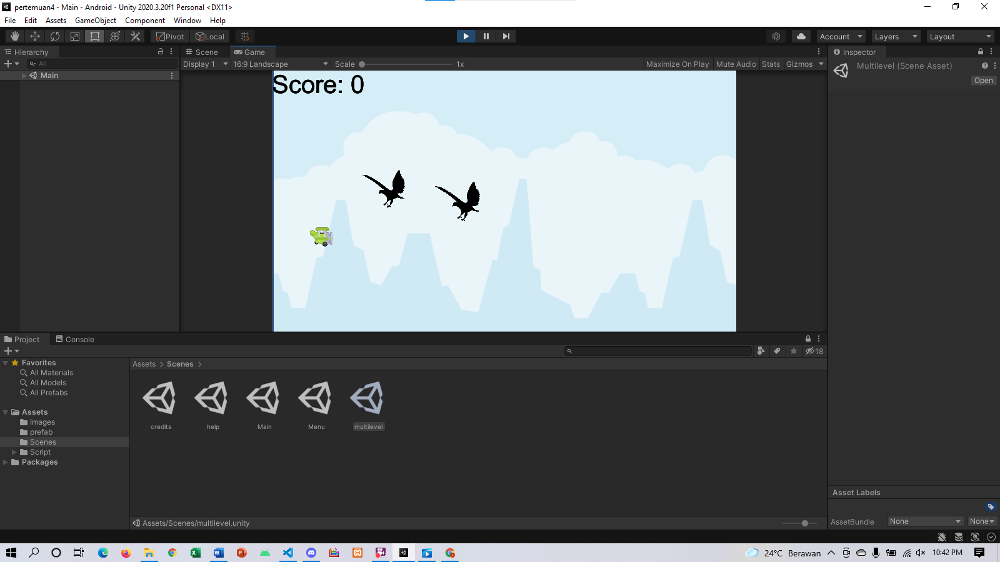 pertemuan4 - Main - Android - Unity 2020.3.20f1 Personal <DX11>
File Edit Assets GameObject Component Window Help
Pivot Local Account Layers Layout
Hierarchy
All
Main
Scene Game
Display 1 16:9 Landscape Scale 1x Maximize On Play Mute Audio Stats Gizmos
Score: 0
Inspector
Multilevel (Scene Asset)
Open
Project Console
18
Favorites
All Materials
All Models
All Prefabs
Assets
Images
prefab
Scenes
Script
Packages
Assets > Scenes >
credits help Main Menu multilevel
Assets/Scenes/multilevel.unity
Asset Labels
AssetBundle None None
24°C Berawan 10:42 PM